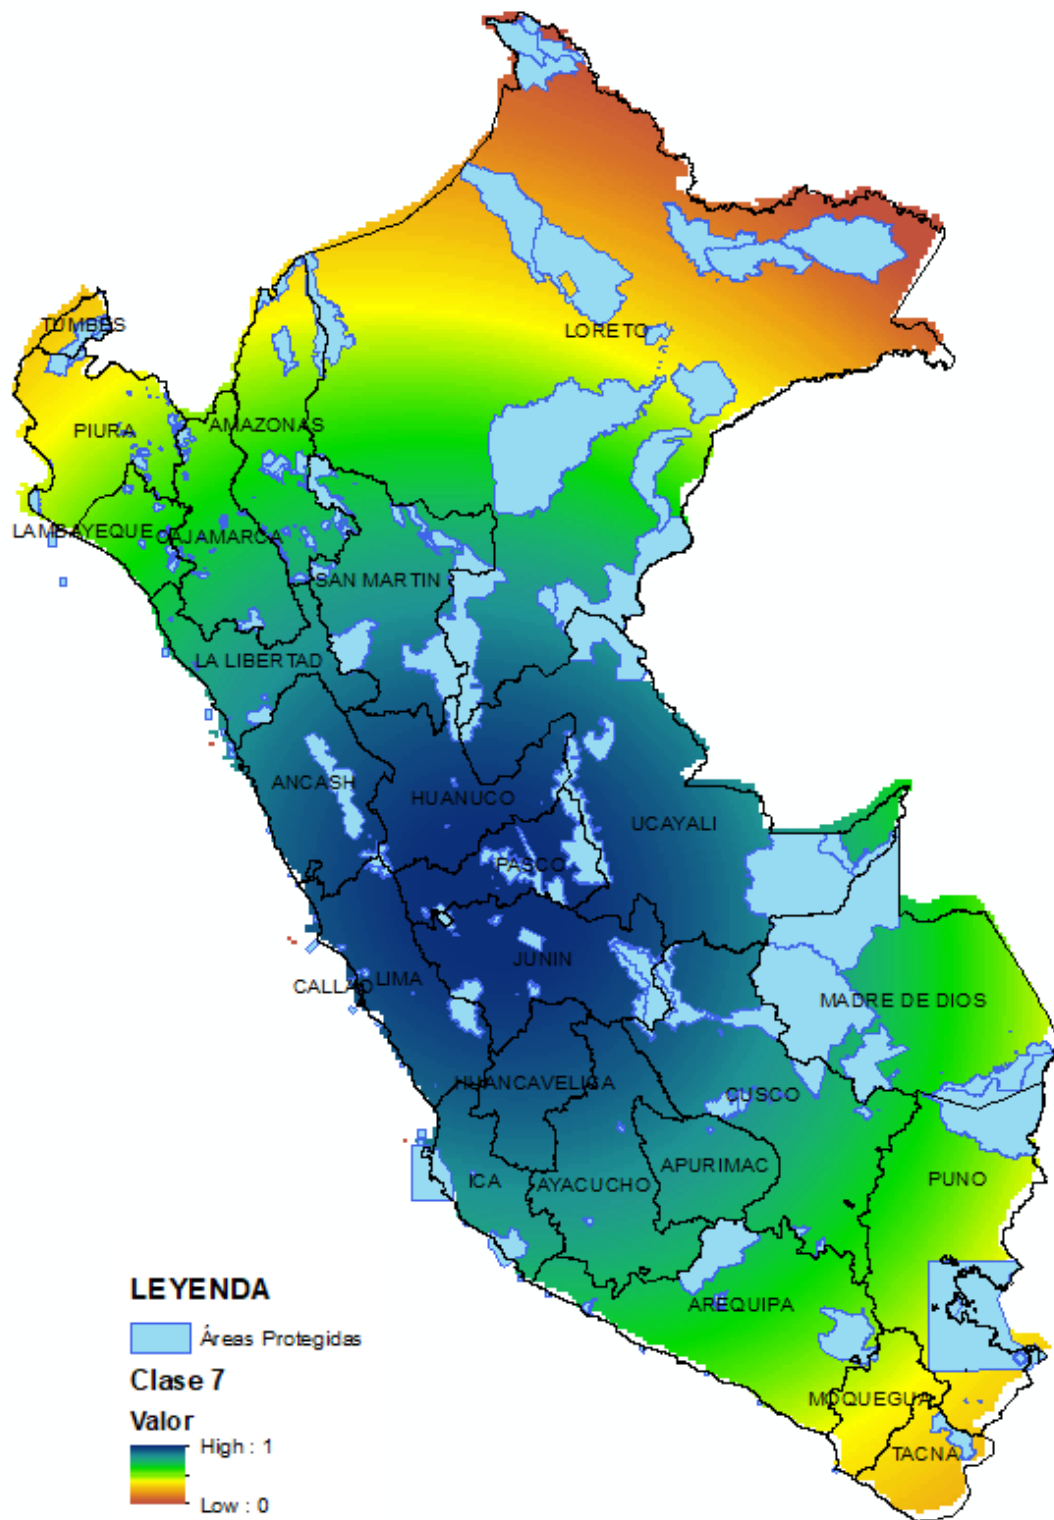 LORETO
TUMBES
PIURA
AMAZONAS
LAMBAYEQUE
CAJAMARCA
SAN MARTIN
LA LIBERTAD
ANCASH
HUANUCO
UCAYALI
PASCO
JUNIN
CALLAO
LIMA
MADRE DE DIOS
HUANCAVELICA
CUSCO
APURIMAC
ICA
AYACUCHO
PUNO
AREQUIPA
MOQUEGUA
TACNA
LEYENDA
Áreas Protegidas
Clase 7
Valor
High : 1
Low : 0